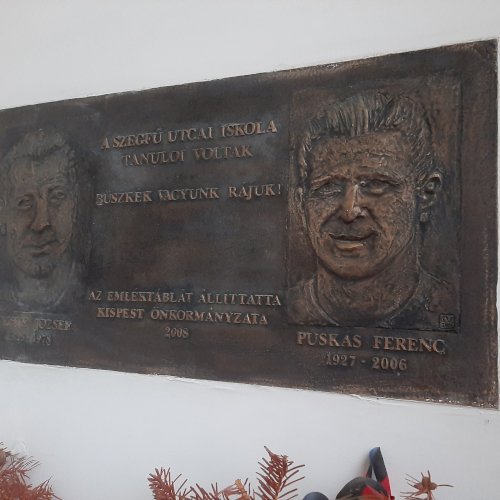 A SZEGFŰ UTCAI ISKOLA
TANULÓI VOLTAK
BÜSZKÉK VAGYUNK RÁJUK!
AZ EMLÉKTÁBLÁT ÁLLÍTTATTA
KISPEST ÖNKORMÁNYZATA
2008
JÓZSEF
1978
PUSKÁS FERENC
1927 - 2006